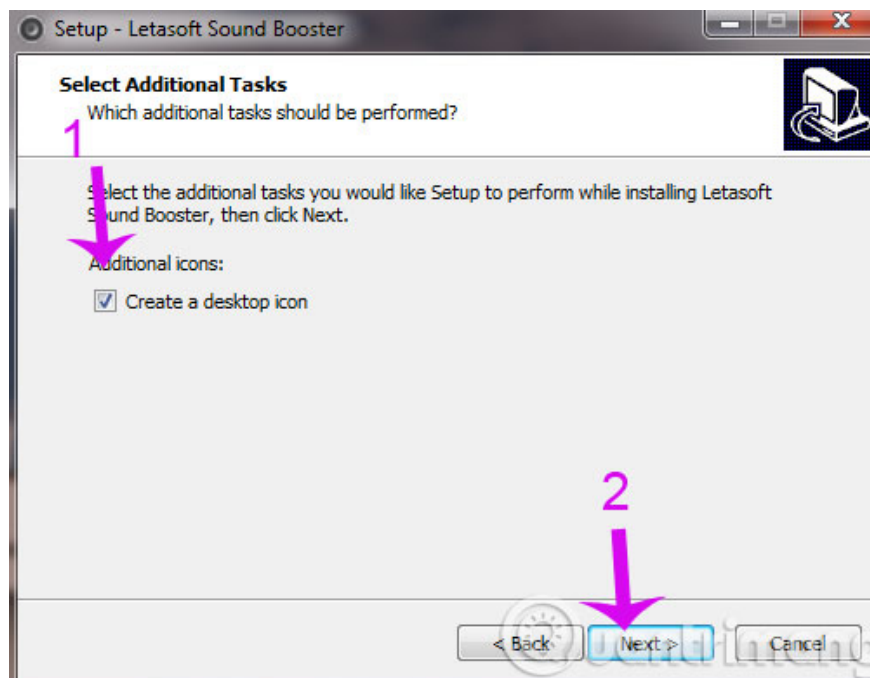 Setup - Letasoft Sound Booster
Select Additional Tasks
Which additional tasks should be performed?
1
Select the additional tasks you would like Setup to perform while installing Letasoft
Sound Booster, then click Next.
Additional icons:
Create a desktop icon
2
< Back Next > Cancel